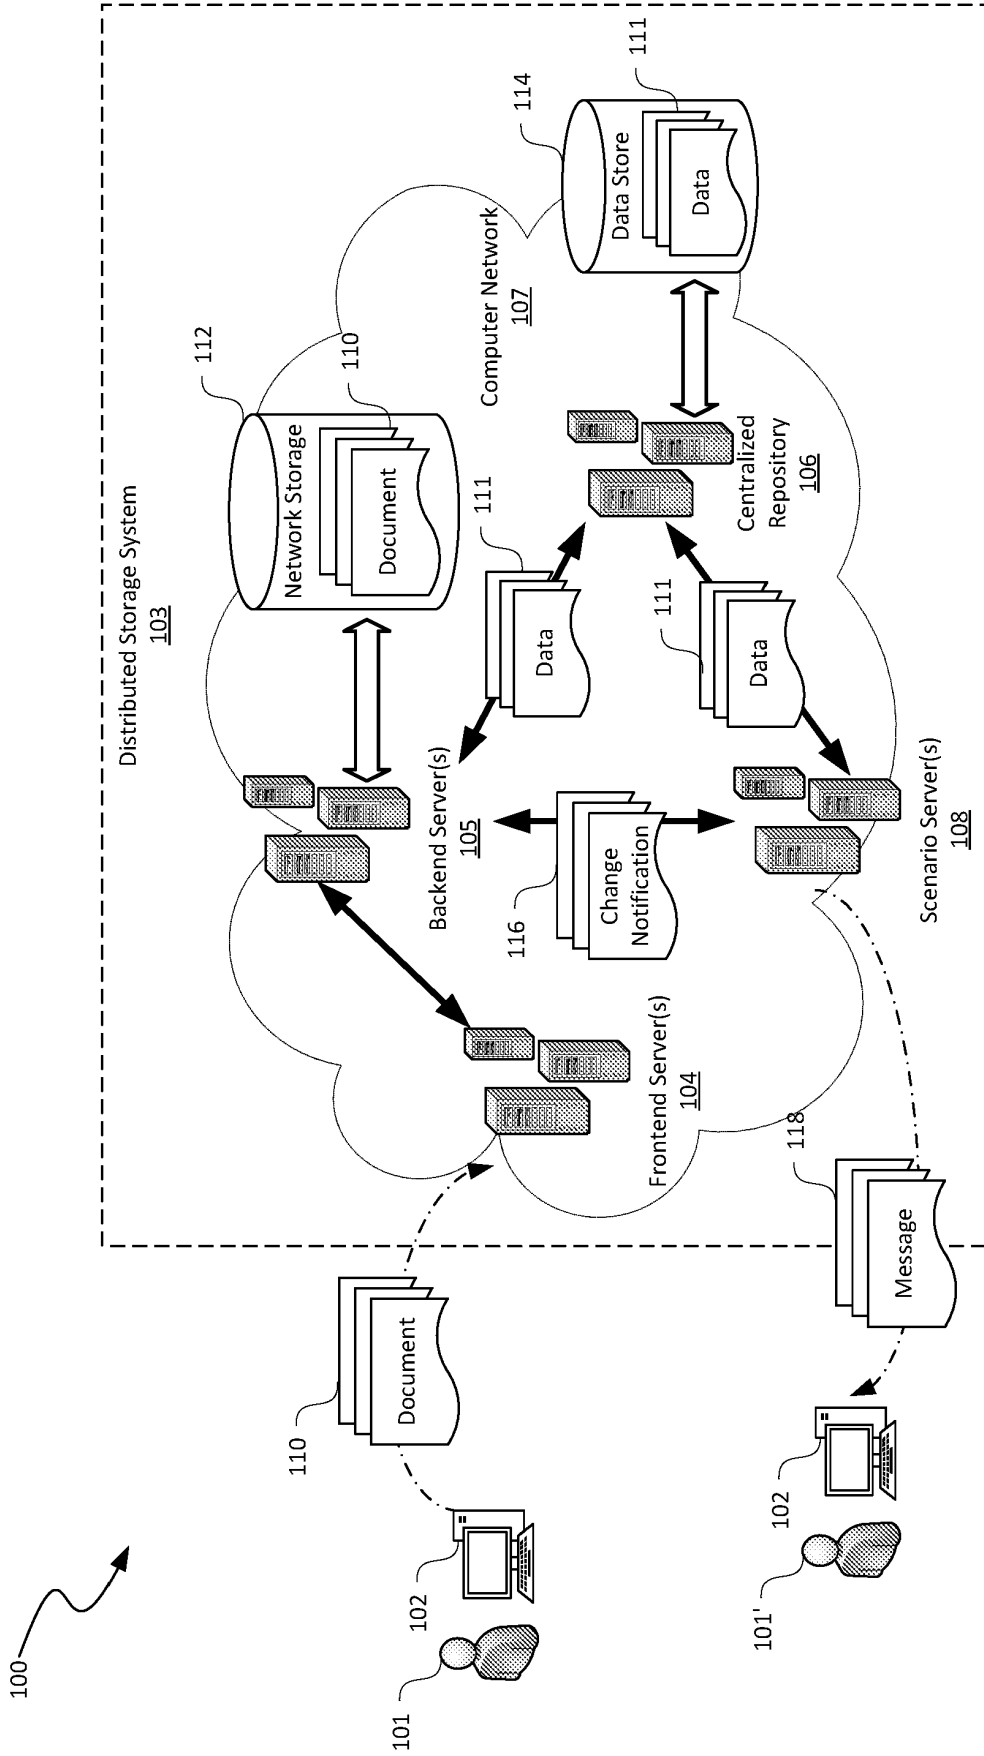 100
101
102
110
Document
Distributed Storage System
103
112
Network Storage
110
Document
Computer Network
107
114
Data Store
111
Data
Backend Server(s)
105
111
Data
Frontend Server(s)
104
116
Change
Notification
111
Data
Centralized
Repository
106
Scenario Server(s)
108
118
Message
102
101'